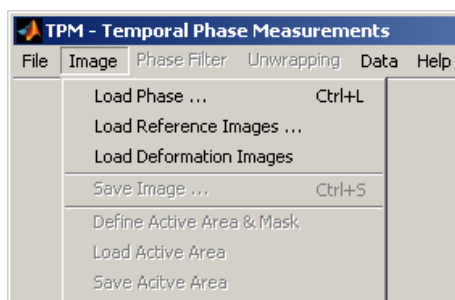 TPM - Temporal Phase Measurements
File Image Phase Filter Unwrapping Data Help
Load Phase ... Ctrl+L
Load Reference Images ...
Load Deformation Images
Save Image ... Ctrl+S
Define Active Area & Mask
Load Active Area
Save Acitve Area